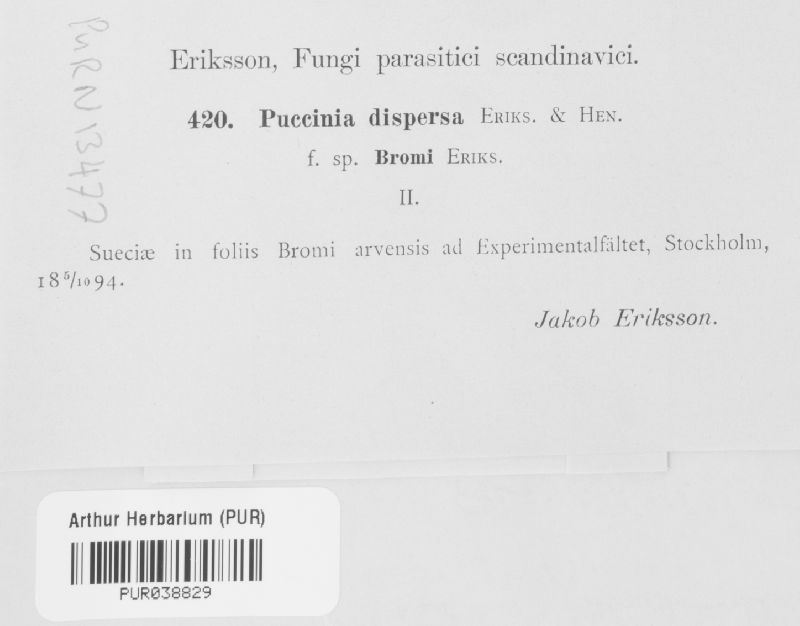 PUR N13477
Eriksson, Fungi parasitici scandinavici.
420. Puccinia dispersa ERIKS. & HEN.
f. sp. Bromi ERIKS.
II.
Sueciæ in foliis Bromi arvensis ad Experimentalfältet, Stockholm,
18 5/10 94.
Jakob Eriksson.
Arthur Herbarium (PUR)
PUR038829